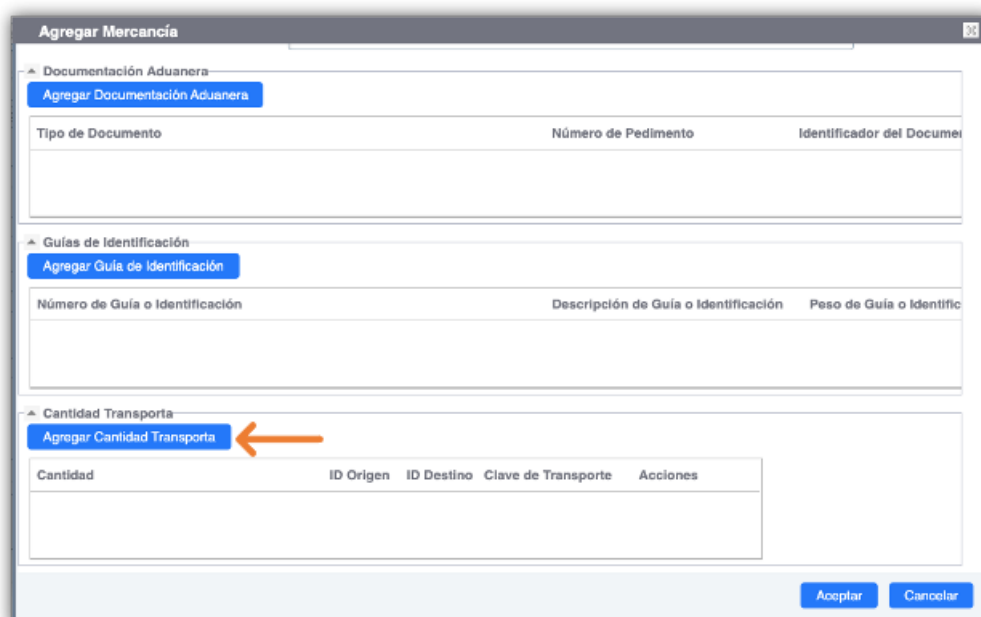 Agregar Mercancía
Documentación Aduanera
Agregar Documentación Aduanera
Tipo de Documento Número de Pedimento Identificador del Documen
Guías de Identificación
Agregar Guía de Identificación
Número de Guía o Identificación Descripción de Guía o Identificación Peso de Guía o Identific
Cantidad Transporta
Agregar Cantidad Transporta
Cantidad ID Origen ID Destino Clave de Transporte Acciones
Aceptar Cancelar